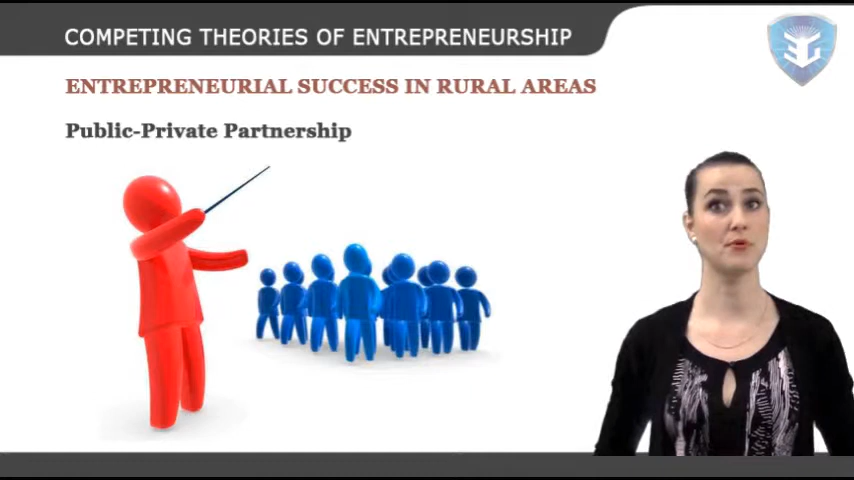 COMPETING THEORIES OF ENTREPRENEURSHIP
ENTREPRENEURIAL SUCCESS IN RURAL AREAS
Public-Private Partnership